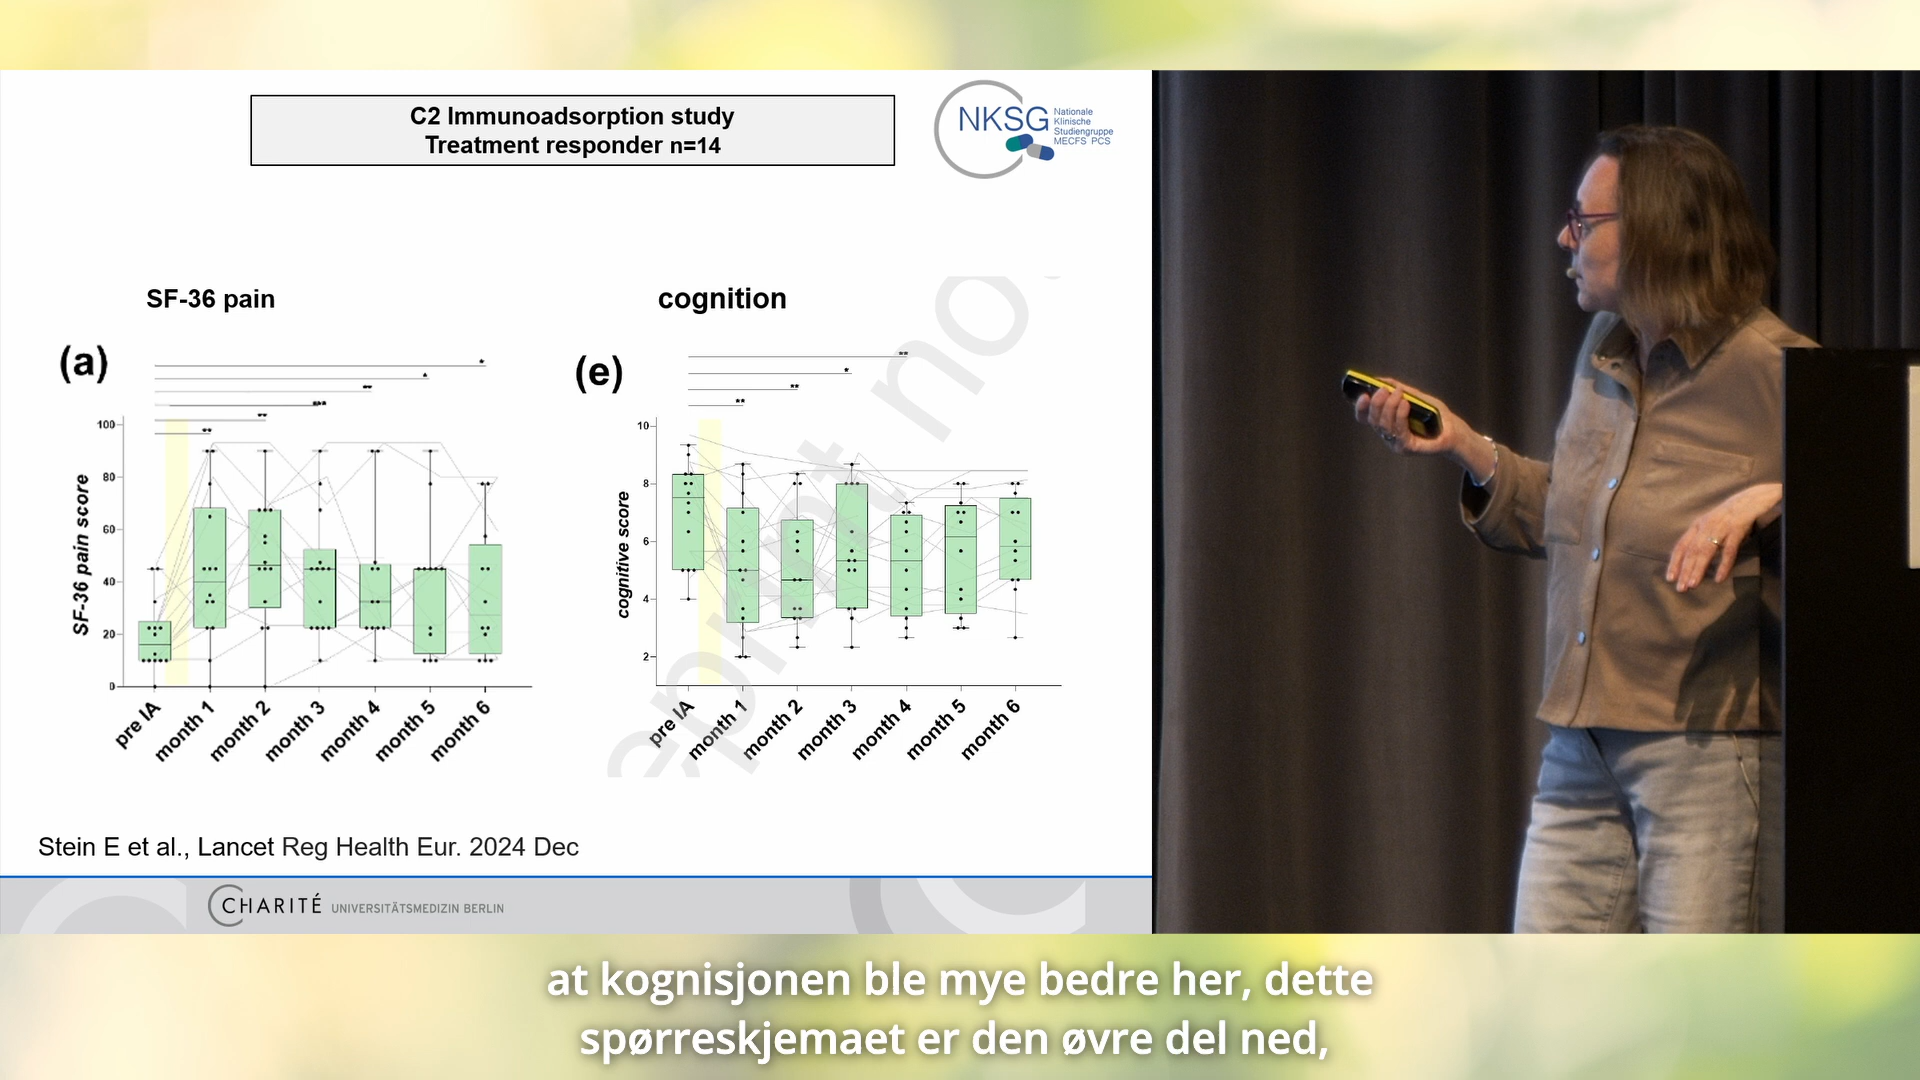 C2 Immunoadsorption study
Treatment responder n=14
NKSG
Nationale
Klinische
Studiengruppe
MECFS PCS
SF-36 pain
cognition
(a)
(e)
*
*
**
***
**
**
**
*
**
**
SF-36 pain score
100
80
60
40
20
0
pre IA
month 1
month 2
month 3
month 4
month 5
month 6
cognitive score
10
8
6
4
2
pre IA
month 1
month 2
month 3
month 4
month 5
month 6
Stein E et al., Lancet Reg Health Eur. 2024 Dec
CHARITÉ UNIVERSITÄTSMEDIZIN BERLIN
at kognisjonen ble mye bedre her, dette
spørreskjemaet er den øvre del ned,